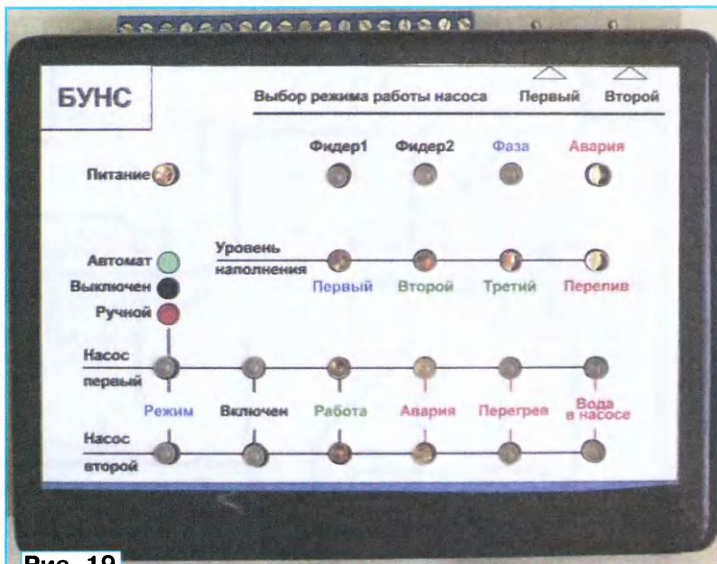 БУНС
Выбор режима работы насоса Первый Второй
Фидер1 Фидер2 Фаза Авария
Питание
Автомат
Выключен
Ручной
Уровень
наполнения
Первый Второй Третий Перелив
Насос
первый
Режим Включен Работа Авария Перегрев Вода
в насосе
Насос
второй
Рис. 19